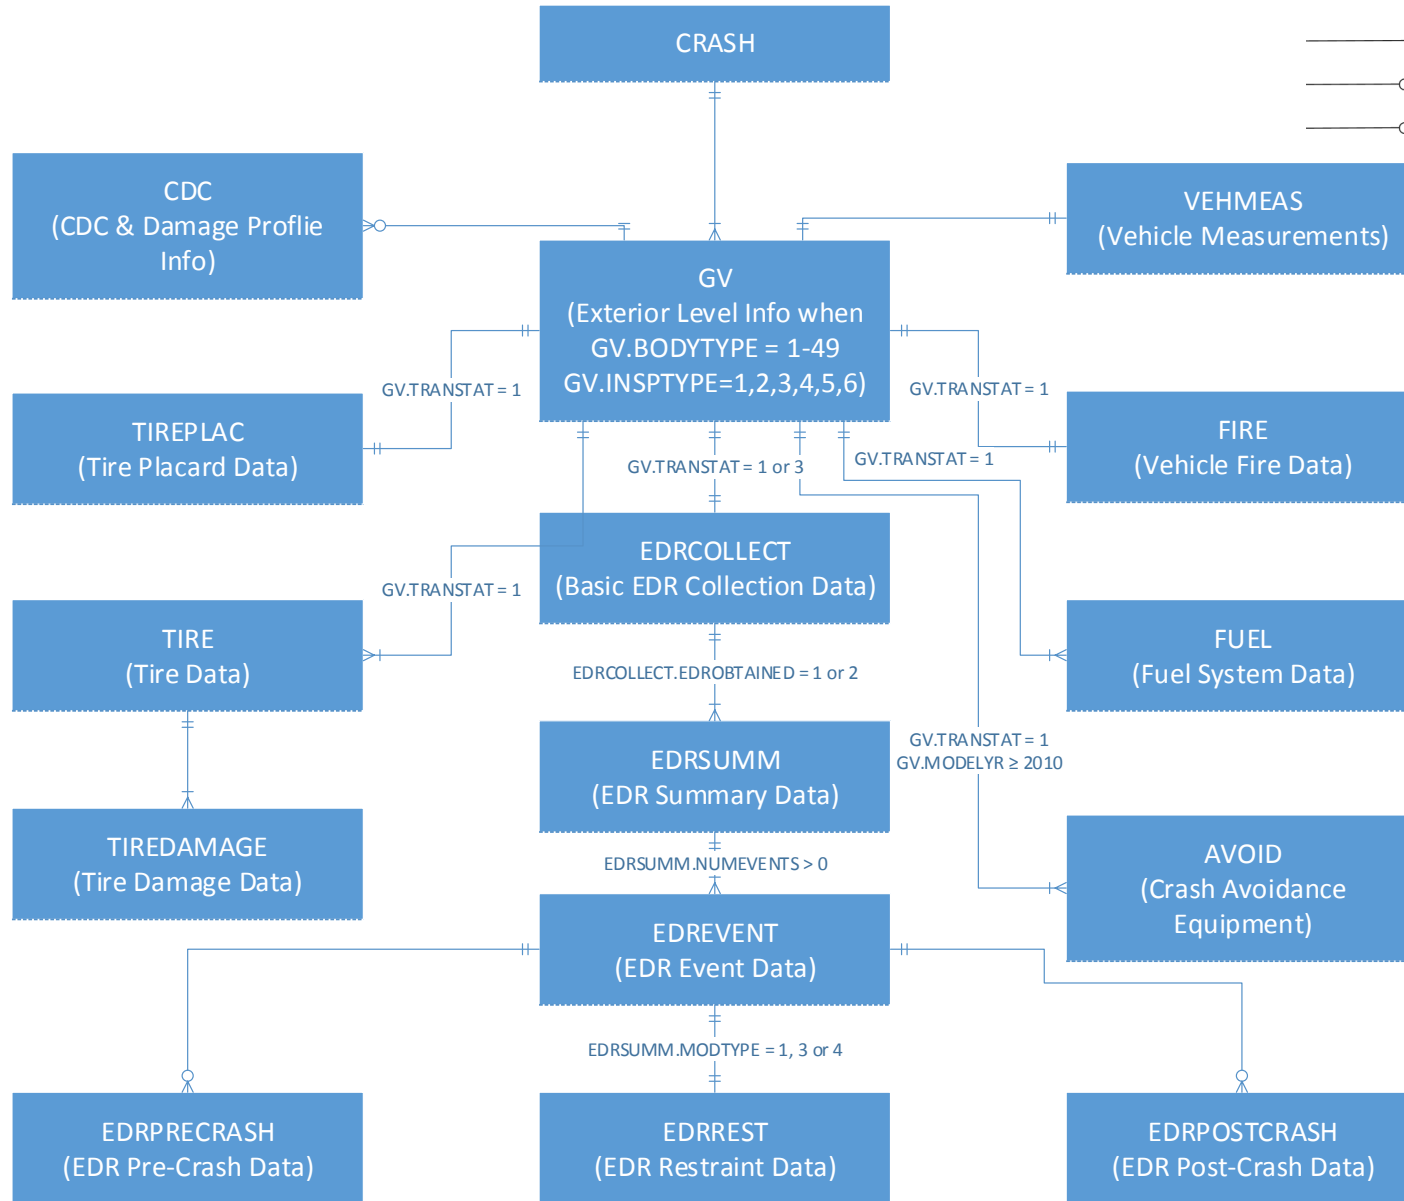 CRASH
CDC
(CDC & Damage Proflie
Info)
VEHMEAS
(Vehicle Measurements)
GV
(Exterior Level Info when
GV.BODYTYPE = 1-49
GV.INSPTYPE=1,2,3,4,5,6)
GV.TRANSTAT = 1
GV.TRANSTAT = 1
TIREPLAC
(Tire Placard Data)
FIRE
(Vehicle Fire Data)
GV.TRANSTAT = 1 or 3
GV.TRANSTAT = 1
EDRCOLLECT
(Basic EDR Collection Data)
GV.TRANSTAT = 1
TIRE
(Tire Data)
FUEL
(Fuel System Data)
EDRCOLLECT.EDROBTAINED = 1 or 2
EDRSUMM
(EDR Summary Data)
GV.TRANSTAT = 1
GV.MODELYR ≥ 2010
TIREDAMAGE
(Tire Damage Data)
AVOID
(Crash Avoidance
Equipment)
EDRSUMM.NUMEVENTS > 0
EDREVENT
(EDR Event Data)
EDRSUMM.MODTYPE = 1, 3 or 4
EDRPRECRASH
(EDR Pre-Crash Data)
EDRREST
(EDR Restraint Data)
EDRPOSTCRASH
(EDR Post-Crash Data)